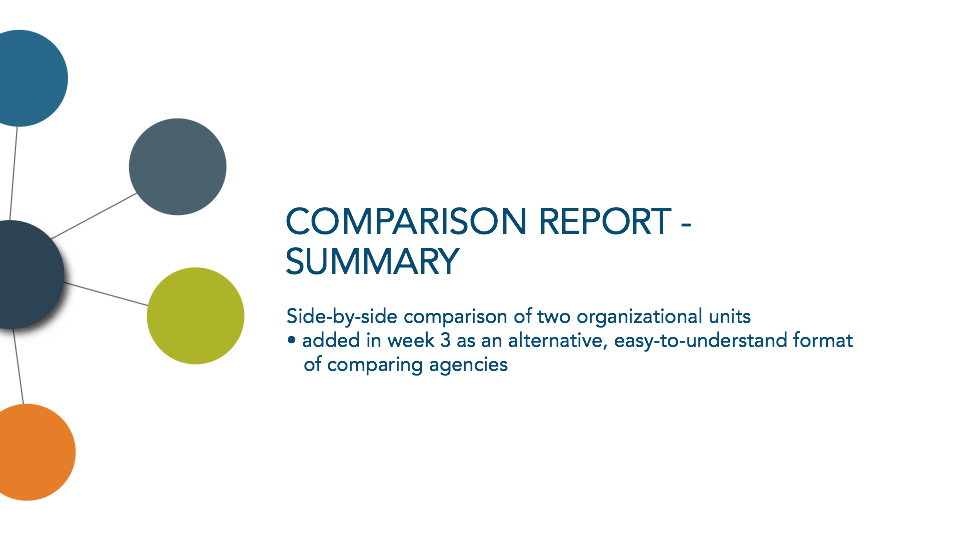 COMPARISON REPORT -
SUMMARY
Side-by-side comparison of two organizational units
• added in week 3 as an alternative, easy-to-understand format
of comparing agencies